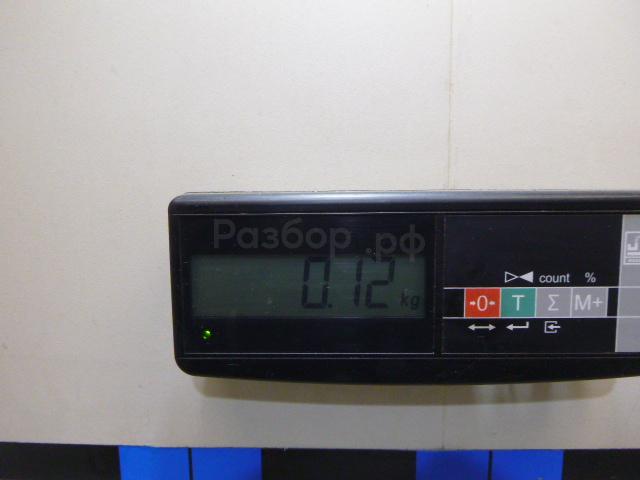 Разбор.рф
0.12 kg
count %
→0← T Σ M+